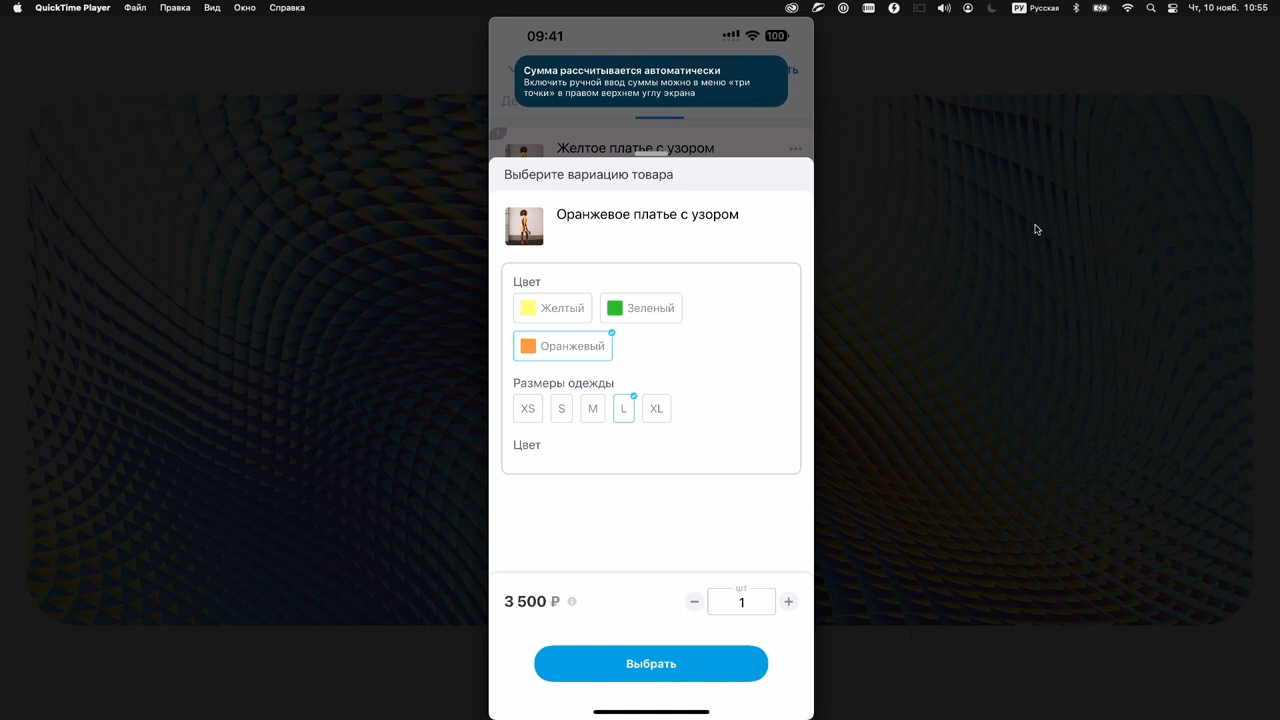 QuickTime Player Файл Правка Вид Окно Справка РУ Русская Чт, 10 нояб. 10:55
09:41 100
Сумма рассчитывается автоматически
Включить ручной ввод суммы можно в меню «три
точки» в правом верхнем углу экрана
Желтое платье с узором
Выберите вариацию товара
Оранжевое платье с узором
Цвет
Желтый Зеленый
Оранжевый
Размеры одежды
XS S M L XL
Цвет
шт
3 500 ₽ 1
Выбрать